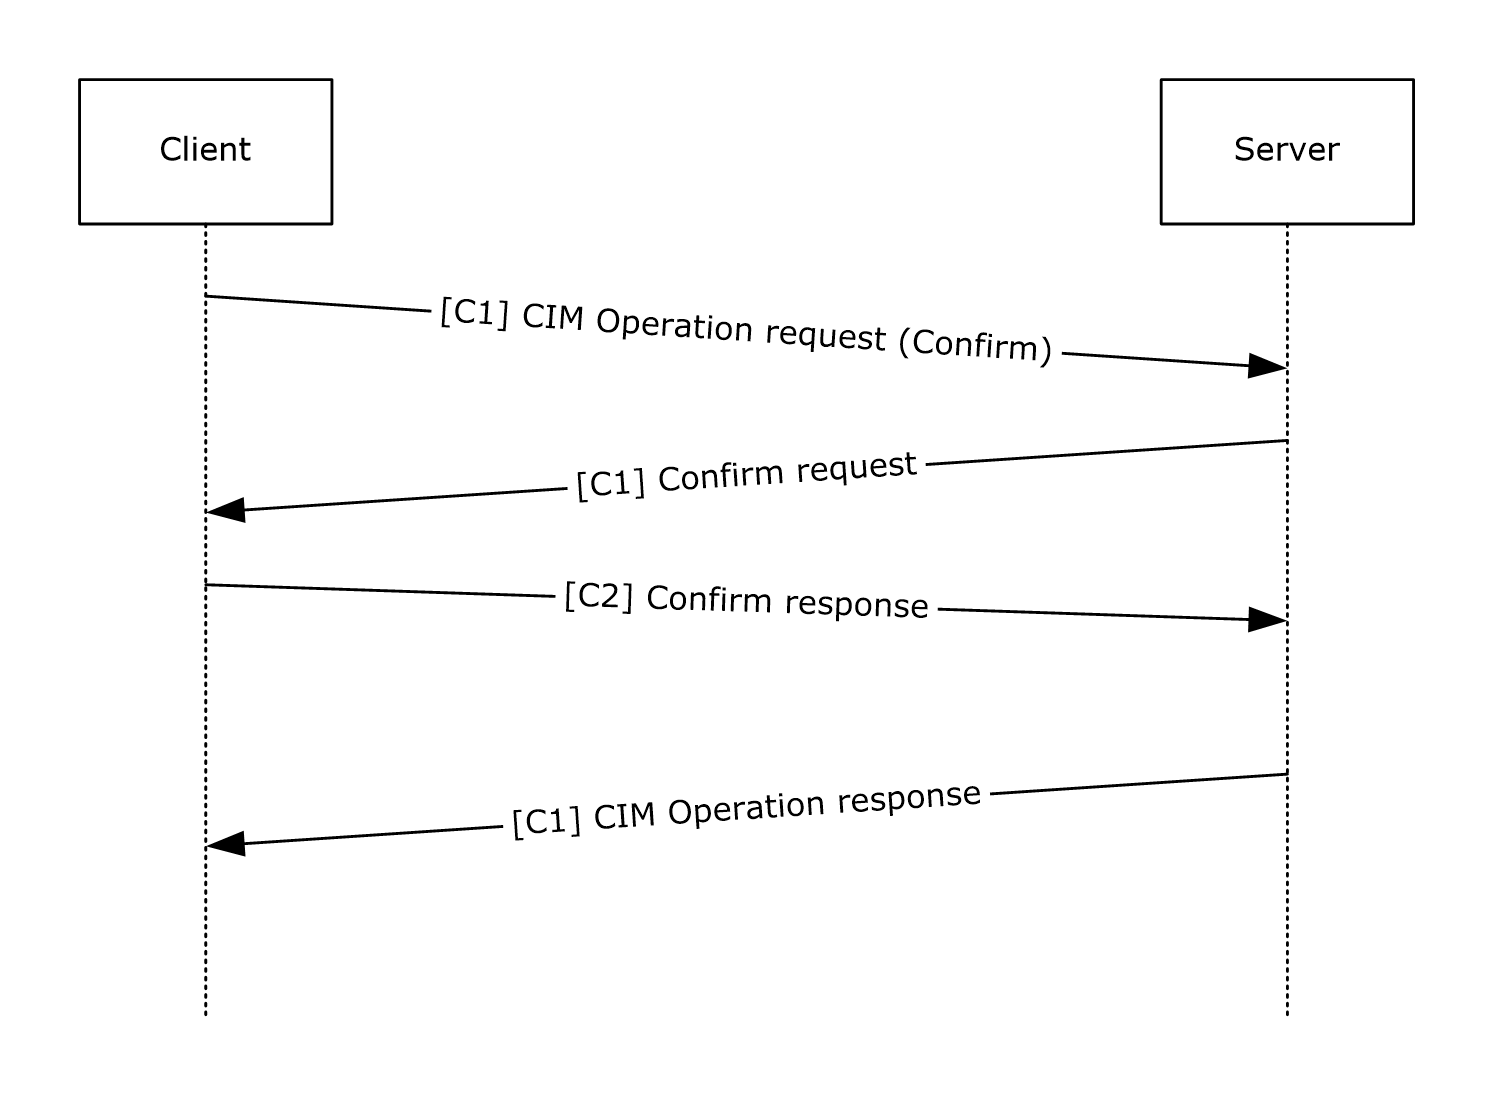 Client
Server
[C1] CIM Operation request (Confirm)
[C1] Confirm request
[C2] Confirm response
[C1] CIM Operation response